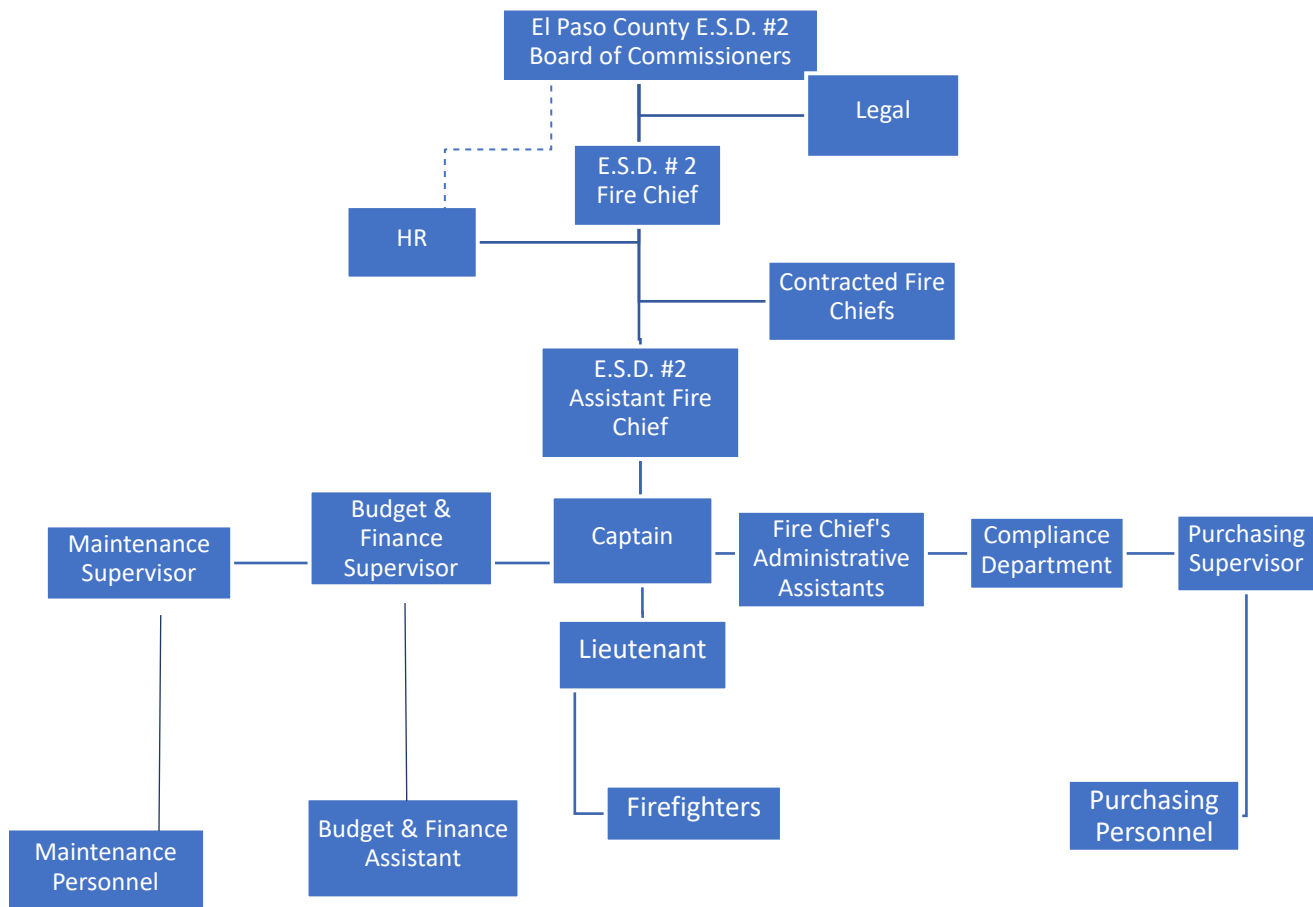 El Paso County E.S.D. #2
Board of Commissioners
Legal
E.S.D. # 2
Fire Chief
HR
Contracted Fire
Chiefs
E.S.D. #2
Assistant Fire
Chief
Maintenance
Supervisor
Budget &
Finance
Supervisor
Captain
Fire Chief's
Administrative
Assistants
Compliance
Department
Purchasing
Supervisor
Lieutenant
Firefighters
Purchasing
Personnel
Budget & Finance
Assistant
Maintenance
Personnel